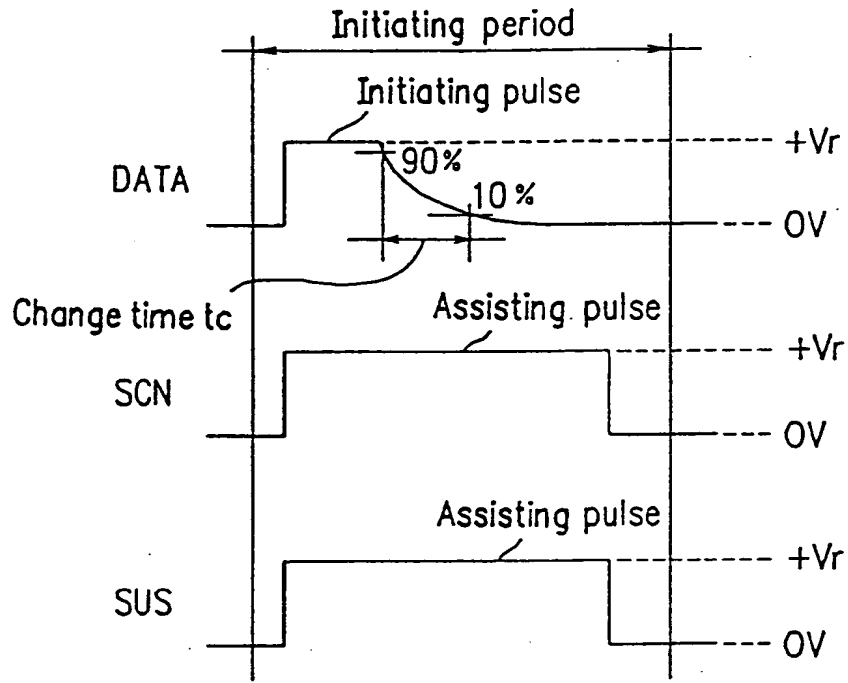 Initiating period
Initiating pulse
+Vr
DATA
90%
10%
0V
Change time tc
Assisting pulse
+Vr
SCN
0V
Assisting pulse
+Vr
SUS
0V